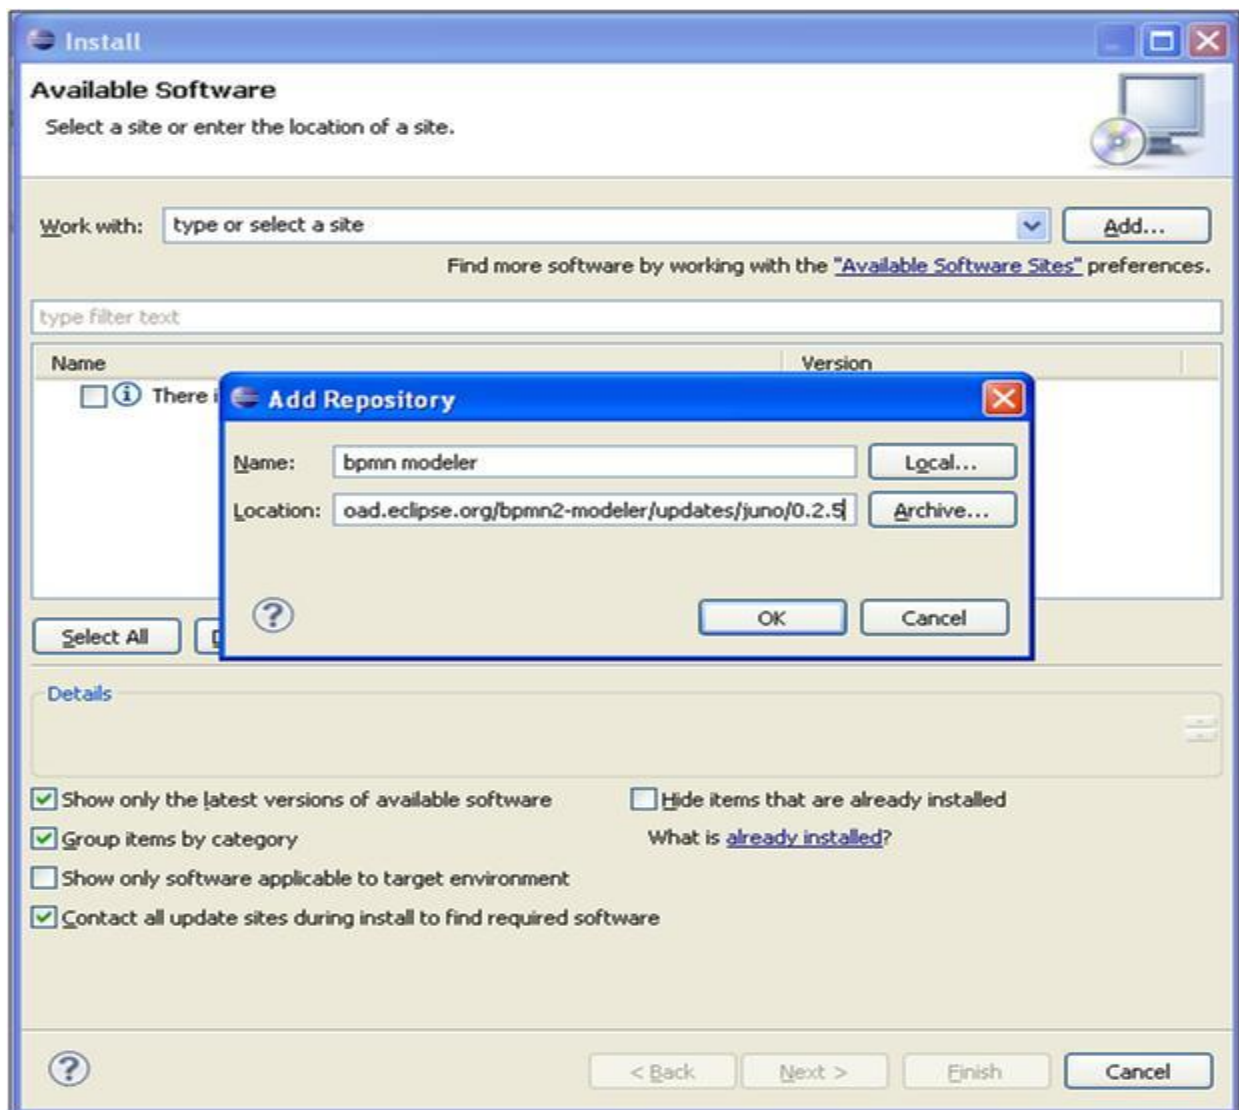 Install
Available Software
Select a site or enter the location of a site.
Work with: type or select a site Add...
Find more software by working with the "Available Software Sites" preferences.
type filter text
Name Version
There i
Add Repository
Name: bpmn modeler Local...
Location: oad.eclipse.org/bpmn2-modeler/updates/juno/0.2.5 Archive...
OK Cancel
Select All
Details
Show only the latest versions of available software Hide items that are already installed
Group items by category What is already installed?
Show only software applicable to target environment
Contact all update sites during install to find required software
< Back Next > Finish Cancel